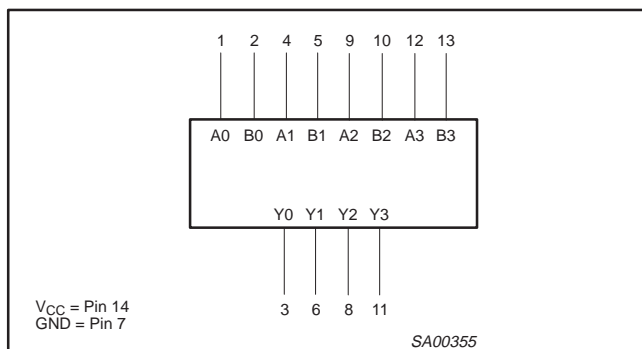 1 2 4 5 9 10 12 13
A0 B0 A1 B1 A2 B2 A3 B3
Y0 Y1 Y2 Y3
3 6 8 11
VCC = Pin 14
GND = Pin 7
SA00355